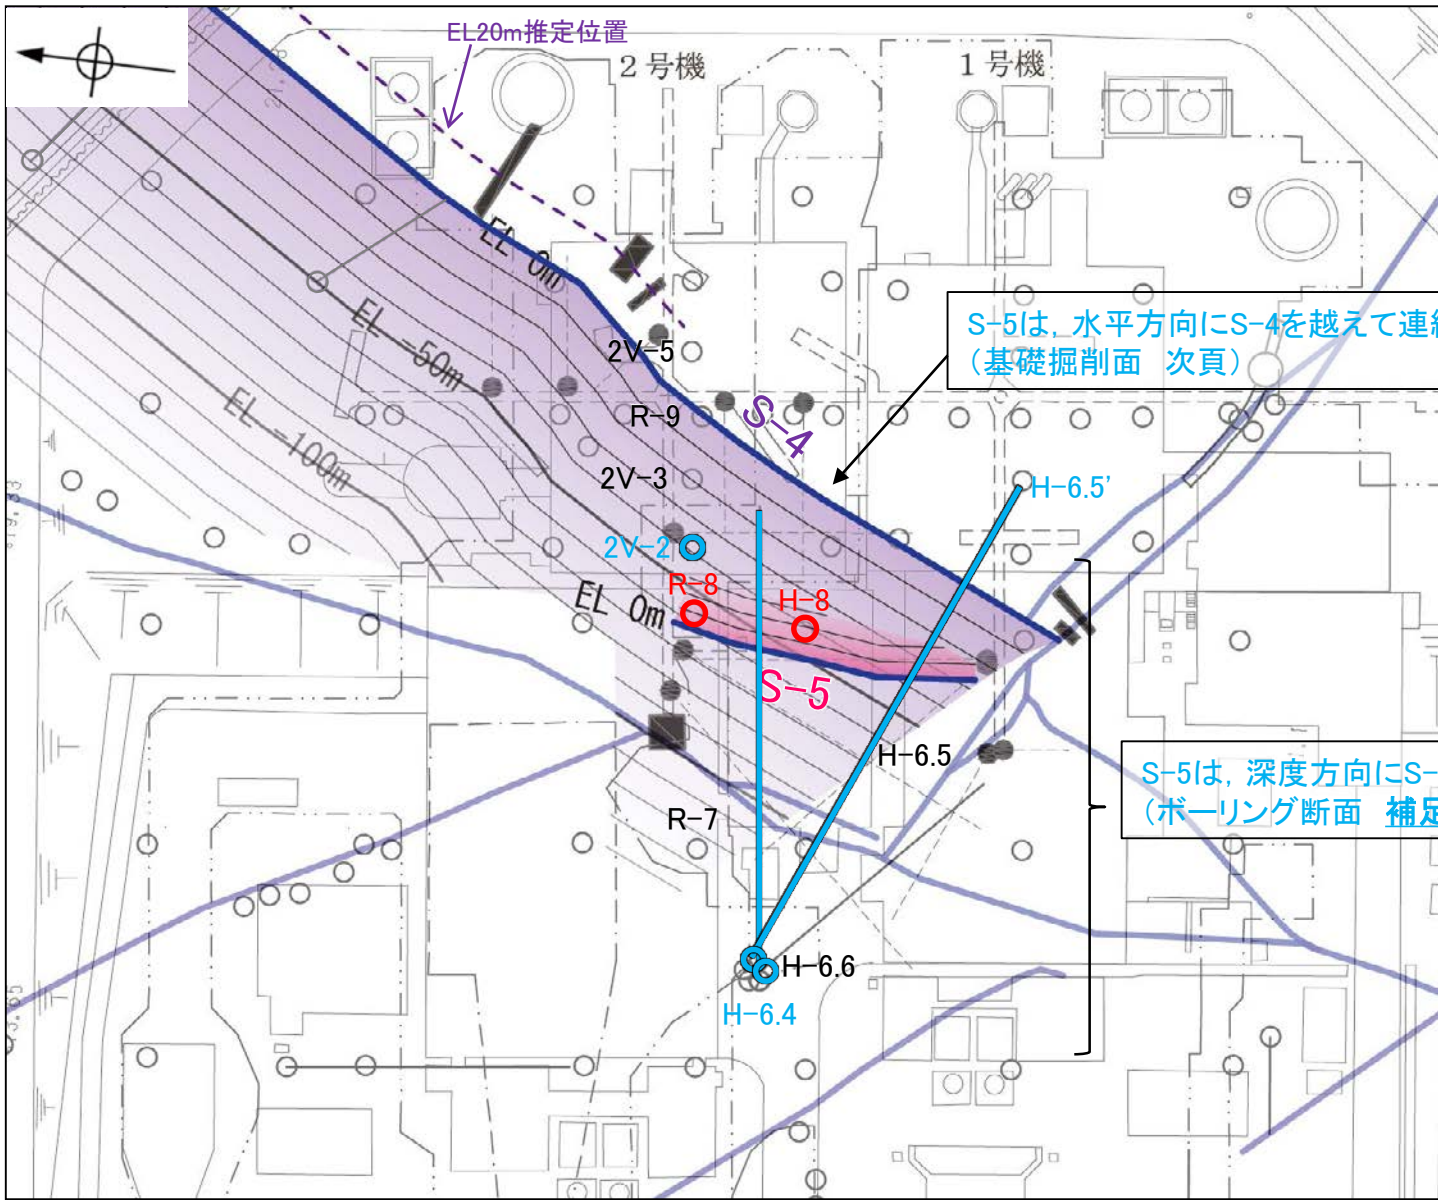 EL20m推定位置
2号機
1号機
EL 0m
2V-5
S-5は, 水平方向にS-4を越えて連
(基礎掘削面 次頁)
EL -50m
R-9
S-4
EL -100m
2V-3
H-6.5'
2V-2
R-8
H-8
EL 0m
S-5
H-6.5
S-5は, 深度方向にS-
(ボーリング断面 補足
R-7
H-6.6
H-6.4